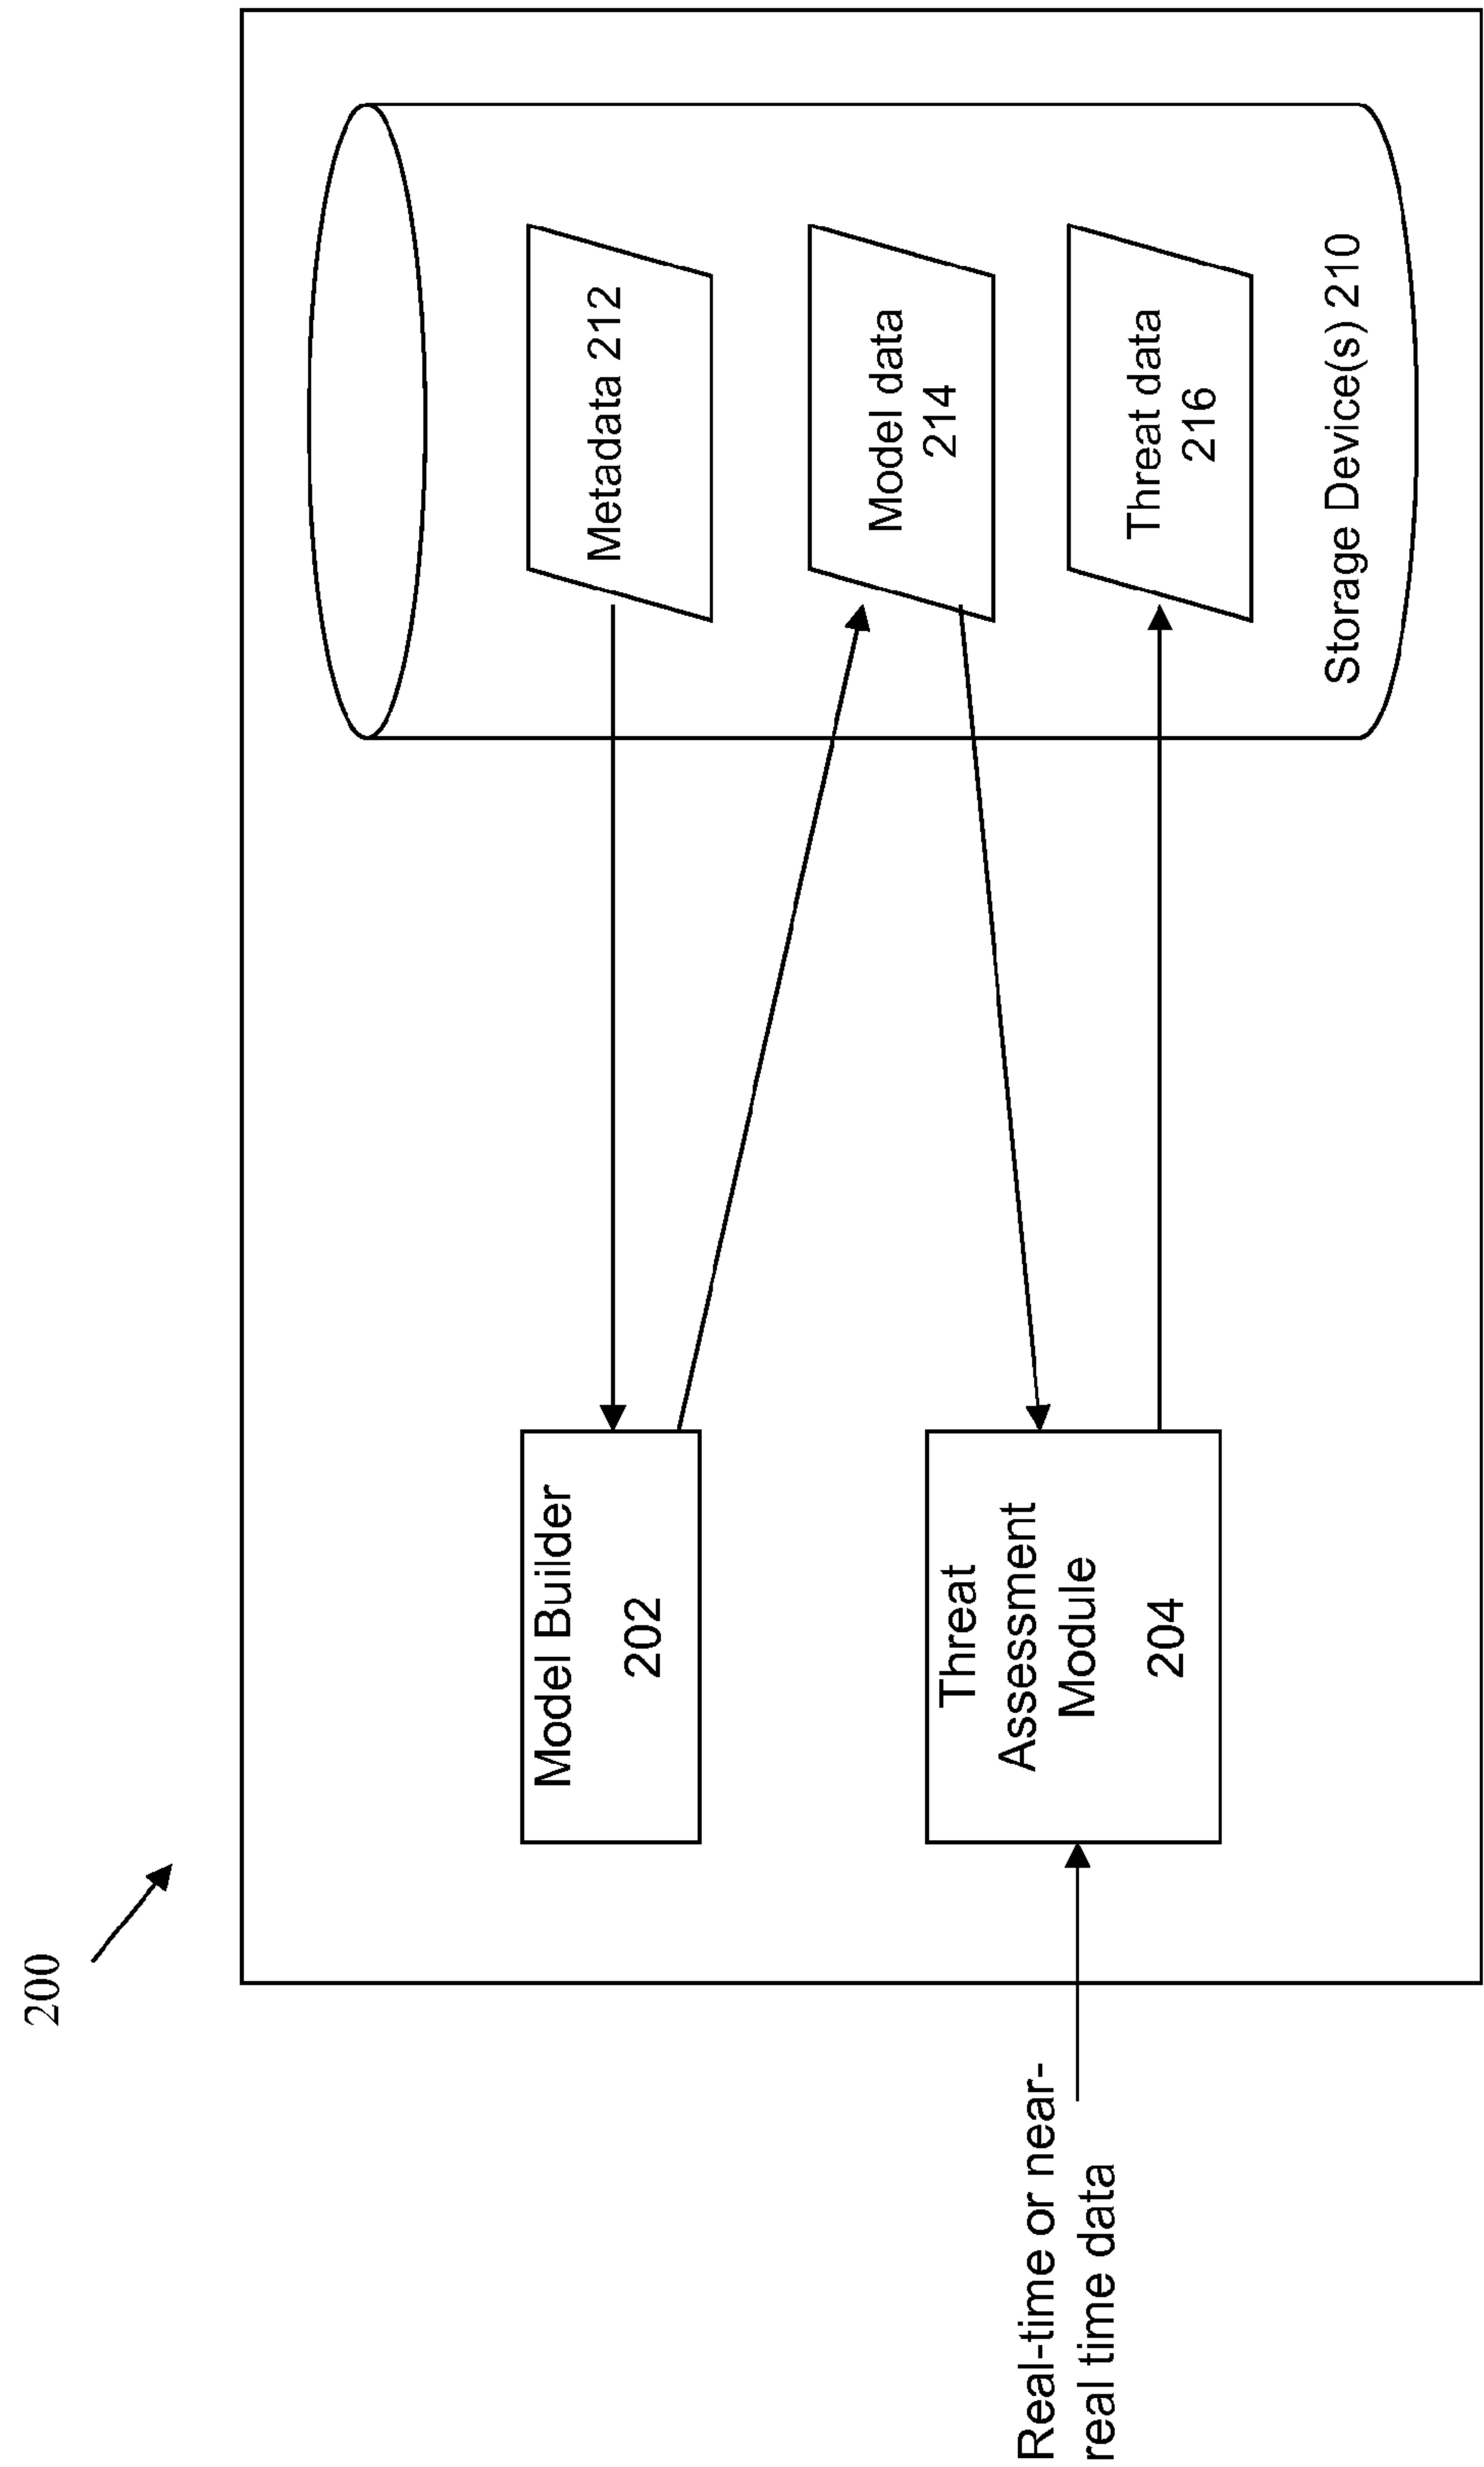 200
Model Builder
202
Metadata 212
Model data
214
Threat
Assessment
Module
204
Threat data
216
Real-time or near-
real time data
Storage Device(s) 210